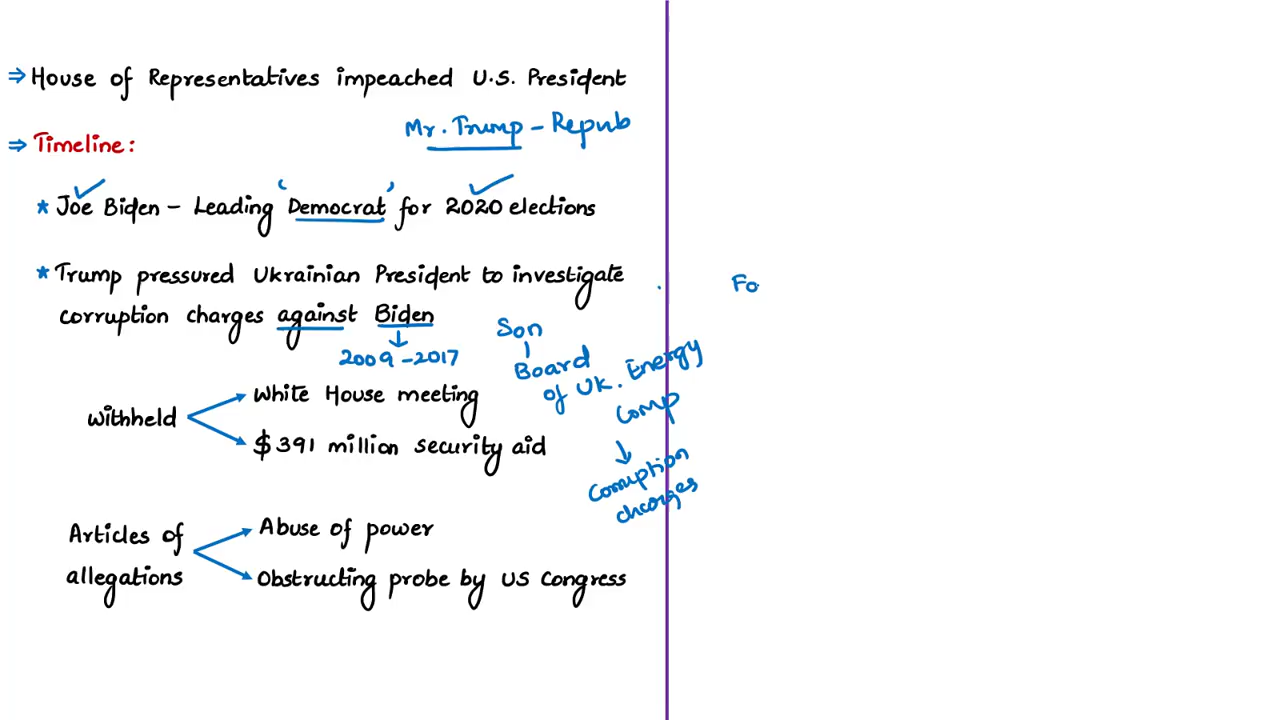 ⇒ House of Representatives impeached U.S. President
Mr. Trump - Repub
⇒ Timeline:
* Joe Biden - Leading 'Democrat' for 2020 elections
* Trump pressured Ukrainian President to investigate
corruption charges against Biden
2009 - 2017
Son
Board
of UK. Energy
Comp
Corruption
charges
Withheld
White House meeting
$391 million security aid
Articles of
allegations
Abuse of power
Obstructing probe by US Congress
Fo